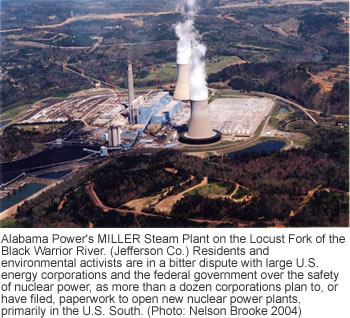 Alabama Power's MILLER Steam Plant on the Locust Fork of the
Black Warrior River. (Jefferson Co.) Residents and
environmental activists are in a bitter dispute with large U.S.
energy corporations and the federal government over the safety
of nuclear power, as more than a dozen corporations plan to, or
have filed, paperwork to open new nuclear power plants,
primarily in the U.S. South. (Photo: Nelson Brooke 2004)